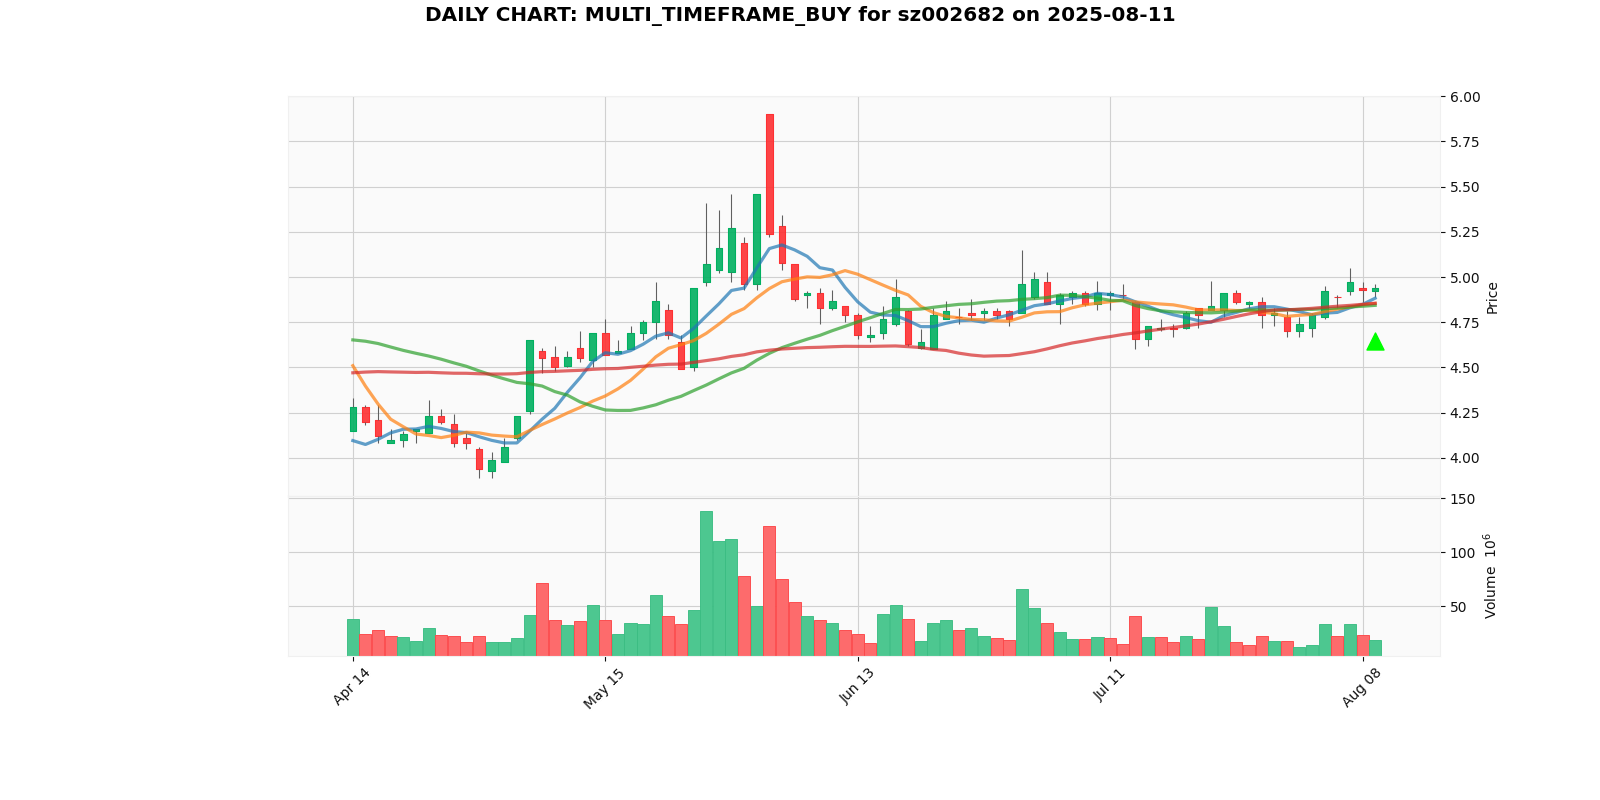 DAILY CHART: MULTI_TIMEFRAME_BUY for sz002682 on 2025-08-11
6.00
5.75
5.50
5.25
5.00
4.75
4.50
4.25
4.00
Price
150
100
50
Volume 10^6
Apr 14
May 15
Jun 13
Jul 11
Aug 08